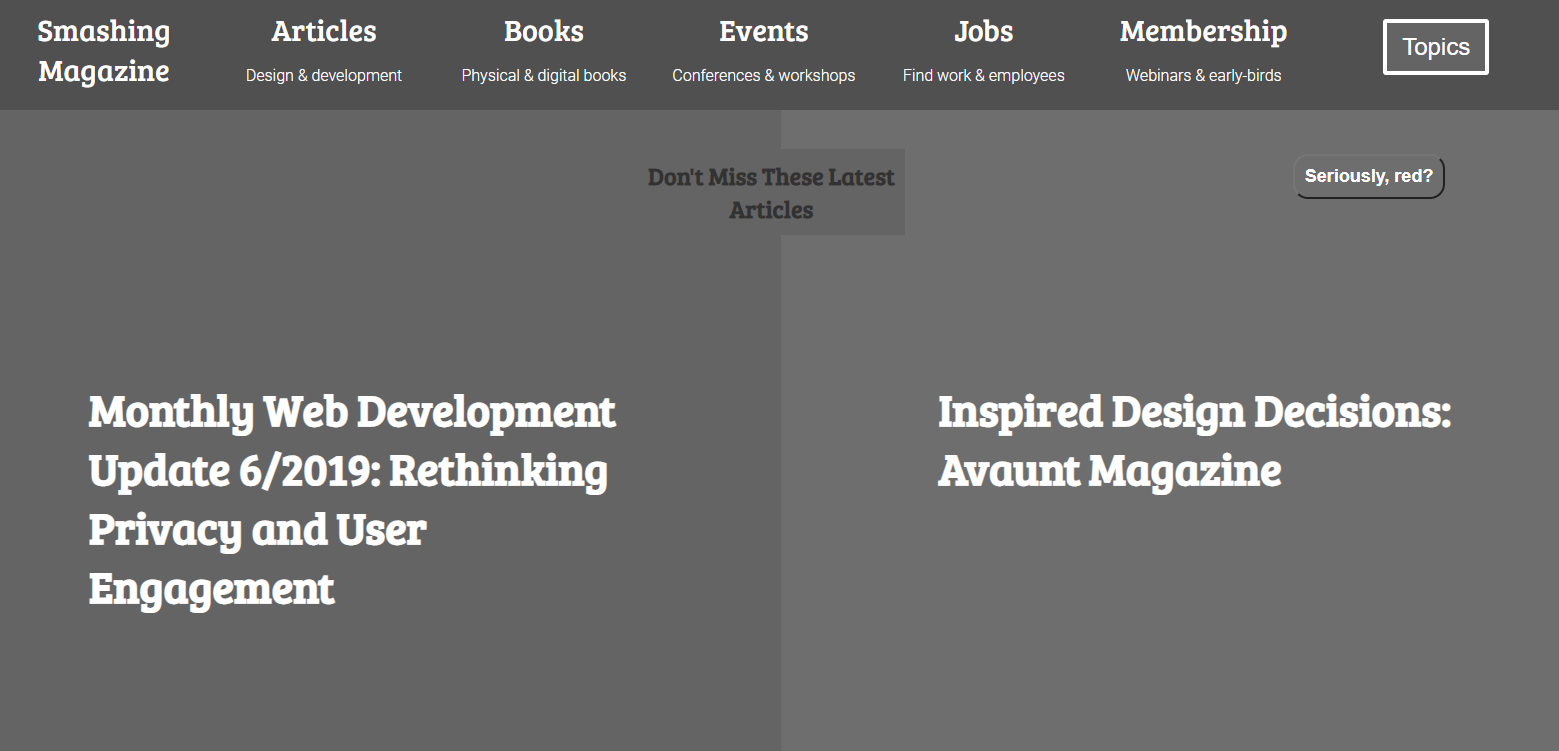 Smashing
Magazine
Articles
Design & development
Books
Physical & digital books
Events
Conferences & workshops
Jobs
Find work & employees
Membership
Webinars & early-birds
Topics
Don't Miss These Latest
Articles
Seriously, red?
Monthly Web Development
Update 6/2019: Rethinking
Privacy and User
Engagement
Inspired Design Decisions:
Avaunt Magazine